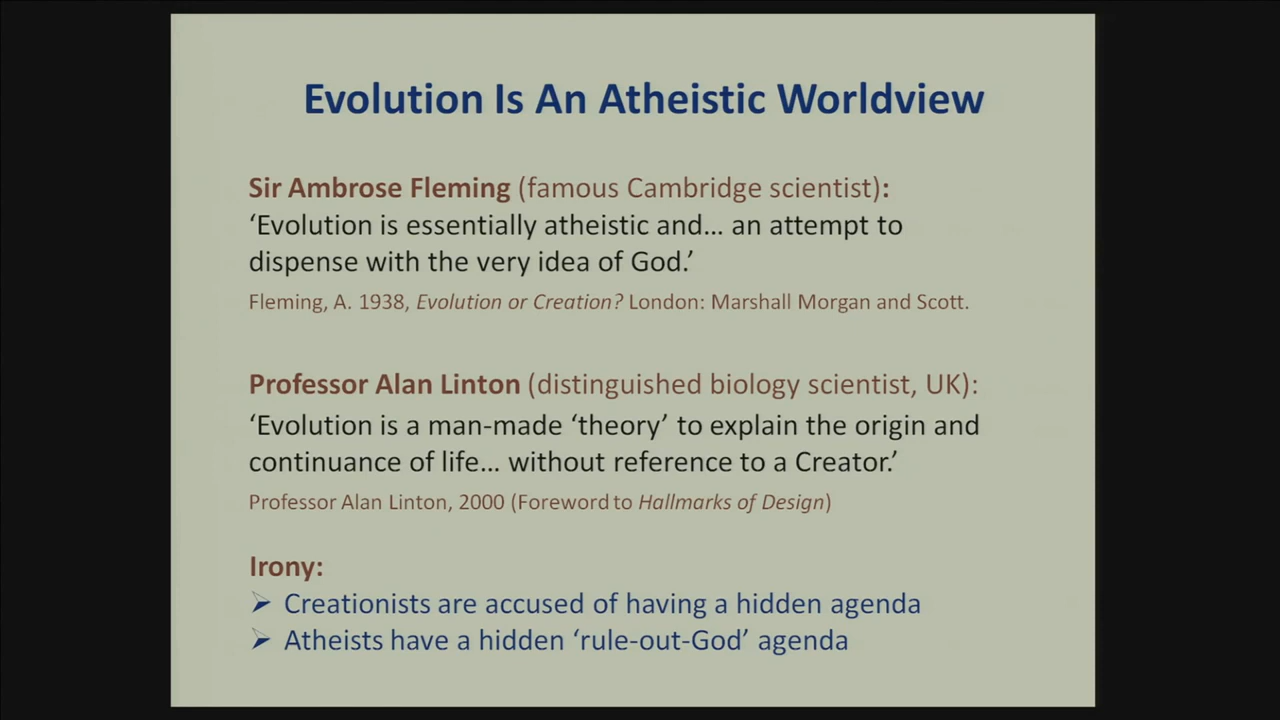 Evolution Is An Atheistic Worldview
Sir Ambrose Fleming (famous Cambridge scientist):
‘Evolution is essentially atheistic and… an attempt to
dispense with the very idea of God.’
Fleming, A. 1938, Evolution or Creation? London: Marshall Morgan and Scott.
Professor Alan Linton (distinguished biology scientist, UK):
‘Evolution is a man-made ‘theory’ to explain the origin and
continuance of life… without reference to a Creator.’
Professor Alan Linton, 2000 (Foreword to Hallmarks of Design)
Irony:
➢ Creationists are accused of having a hidden agenda
➢ Atheists have a hidden ‘rule-out-God’ agenda